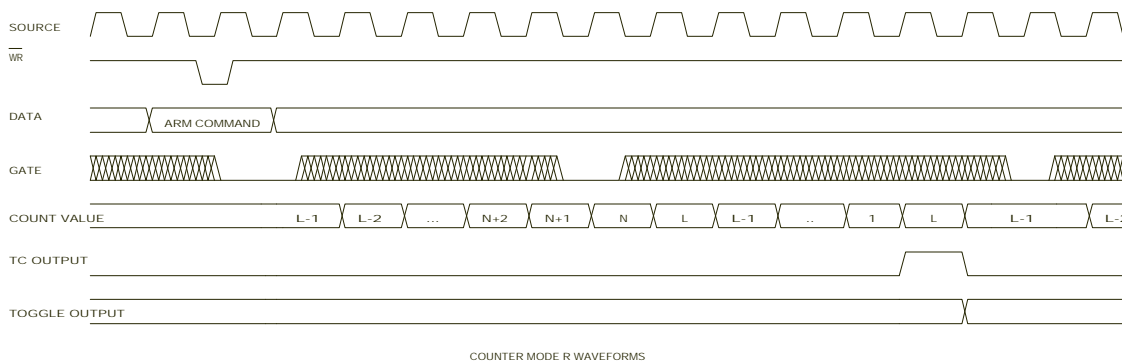 SOURCE
WR
DATA ARM COMMAND
GATE
COUNT VALUE L-1 L-2 ... N+2 N+1 N L L-1 .. 1 L L-1
TC OUTPUT
TOGGLE OUTPUT
COUNTER MODE R WAVEFORMS